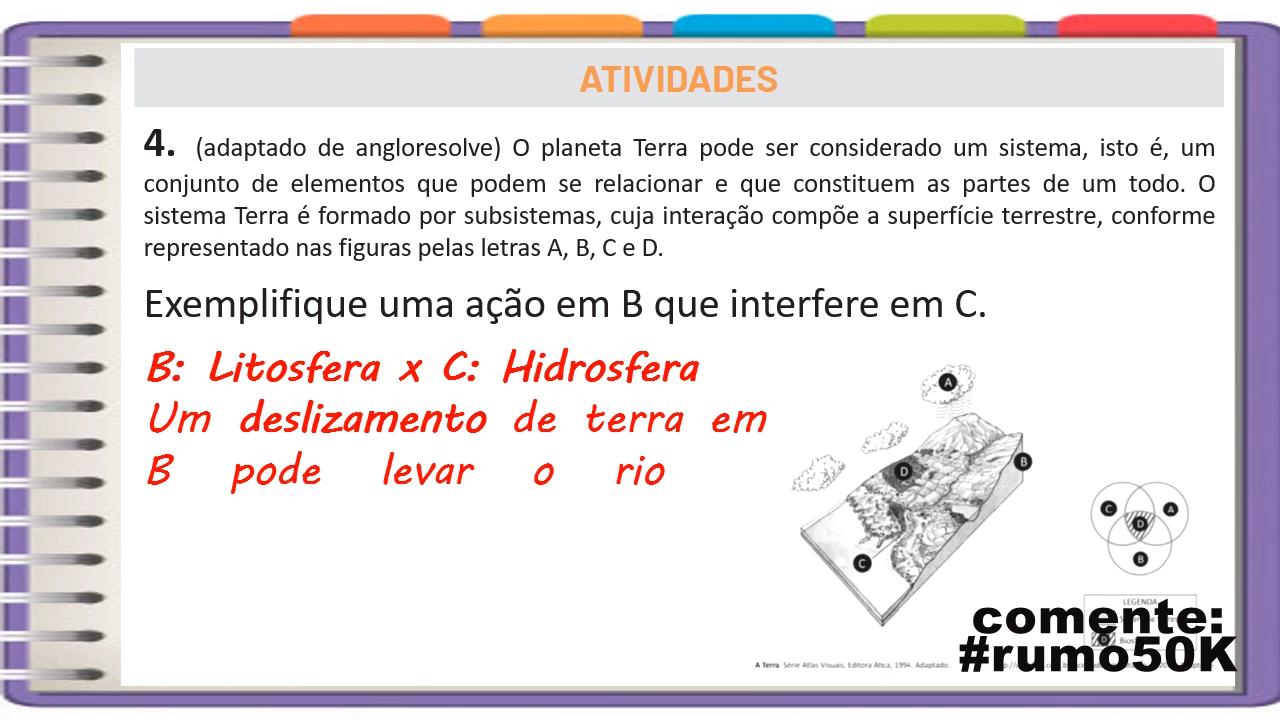 ATIVIDADES
4. (adaptado de angloresolve) O planeta Terra pode ser considerado um sistema, isto é, um
conjunto de elementos que podem se relacionar e que constituem as partes de um todo. O
sistema Terra é formado por subsistemas, cuja interação compõe a superfície terrestre, conforme
representado nas figuras pelas letras A, B, C e D.
Exemplifique uma ação em B que interfere em C.
B: Litosfera x C: Hidrosfera
Um deslizamento de terra em
B pode levar o rio
A
D
B
C
C
A
D
B
LEGENDA
D
comente:
#rumo50K
A Terra. Série Atlas Visuais, Editora Ática, 1994. Adaptado.